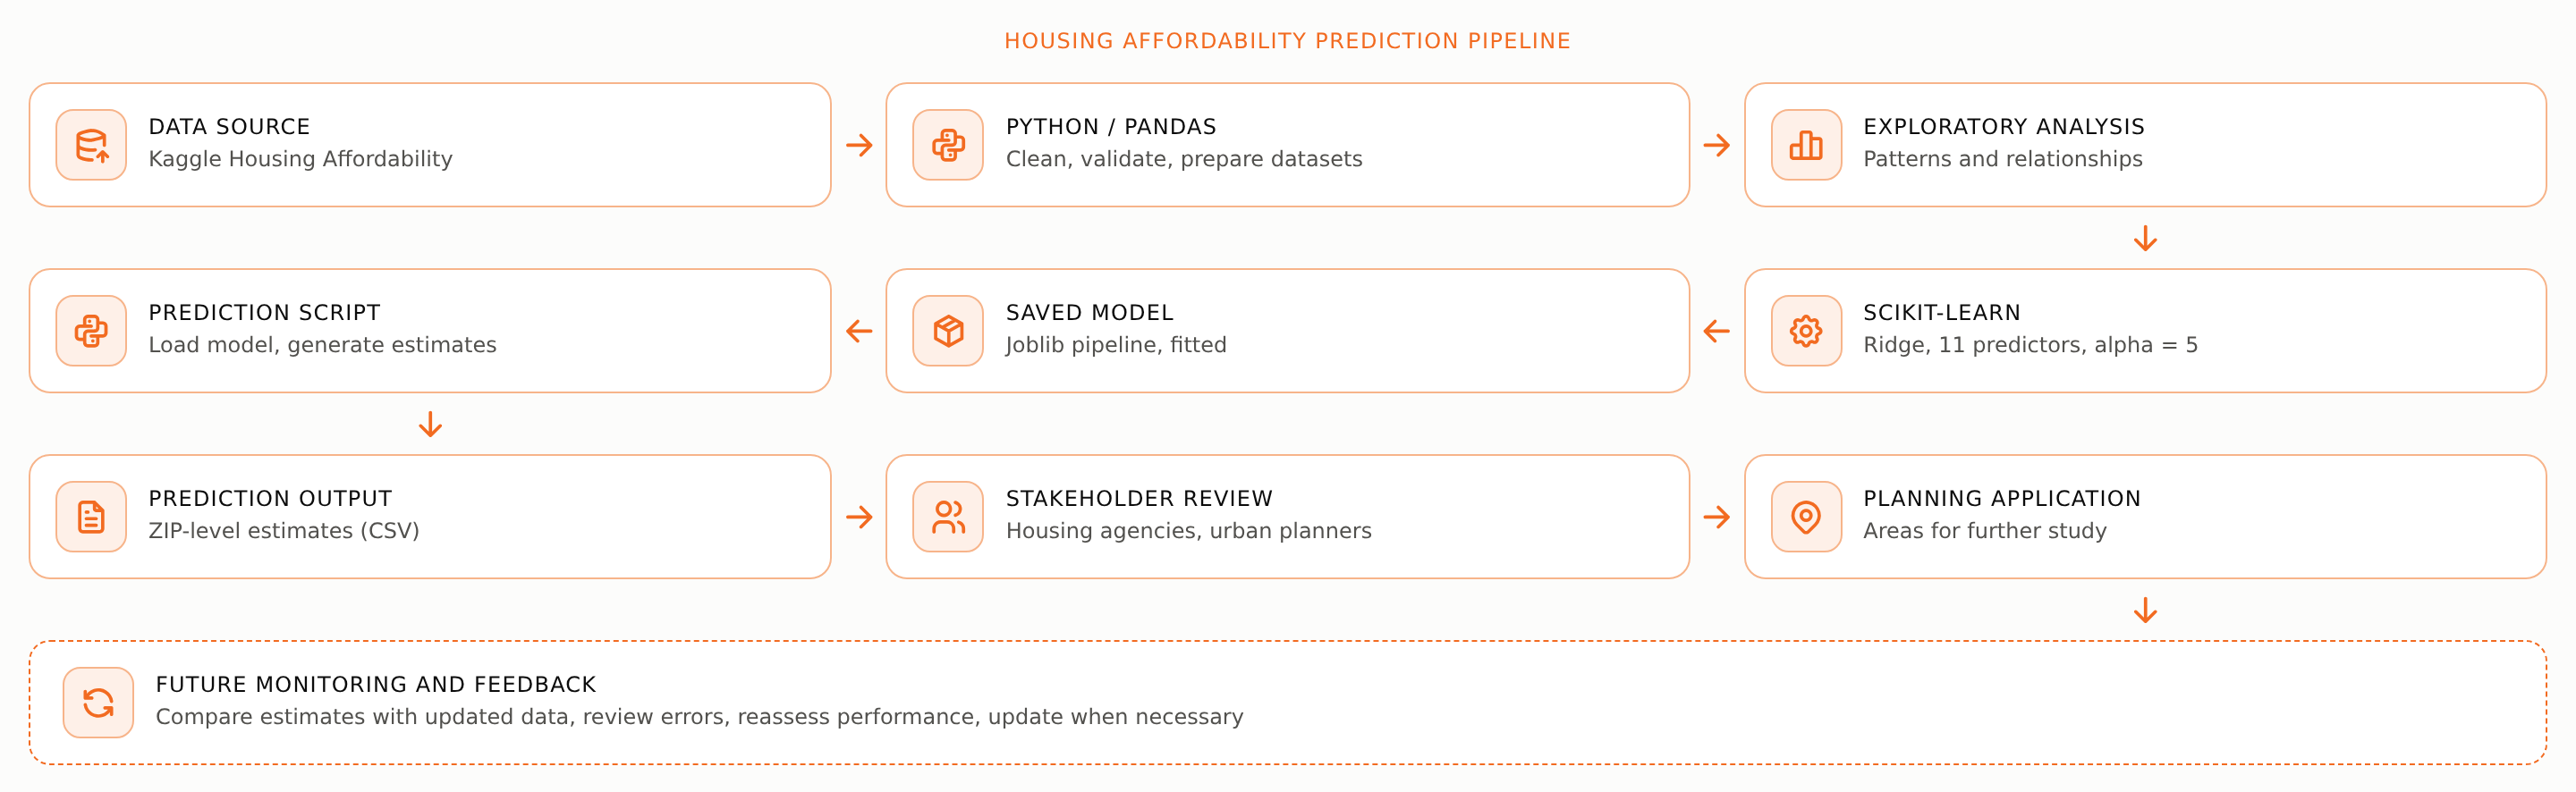 HOUSING AFFORDABILITY PREDICTION PIPELINE
DATA SOURCE
Kaggle Housing Affordability
PYTHON / PANDAS
Clean, validate, prepare datasets
EXPLORATORY ANALYSIS
Patterns and relationships
SCIKIT-LEARN
Ridge, 11 predictors, alpha = 5
SAVED MODEL
Joblib pipeline, fitted
PREDICTION SCRIPT
Load model, generate estimates
PREDICTION OUTPUT
ZIP-level estimates (CSV)
STAKEHOLDER REVIEW
Housing agencies, urban planners
PLANNING APPLICATION
Areas for further study
FUTURE MONITORING AND FEEDBACK
Compare estimates with updated data, review errors, reassess performance, update when necessary